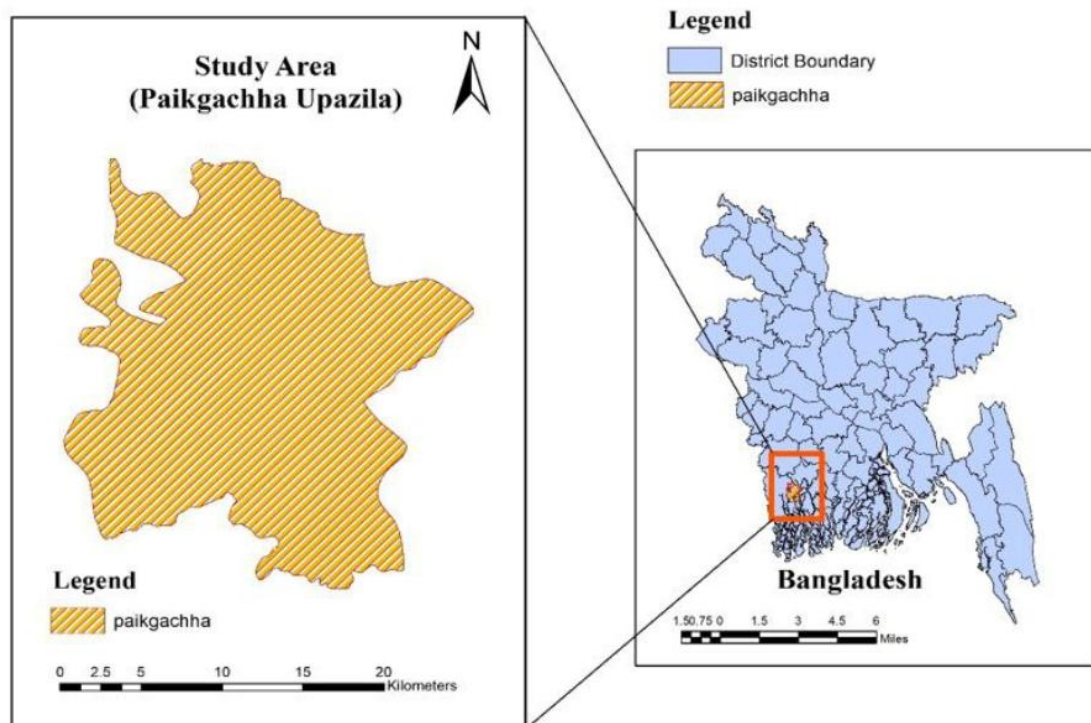 Study Area
(Paikgachha Upazila)
N
Legend
paikgachha
0 2.5 5 10 15 20
Kilometers
Legend
District Boundary
paikgachha
Bangladesh
1.50.75 0 1.5 3 4.5 6
Miles